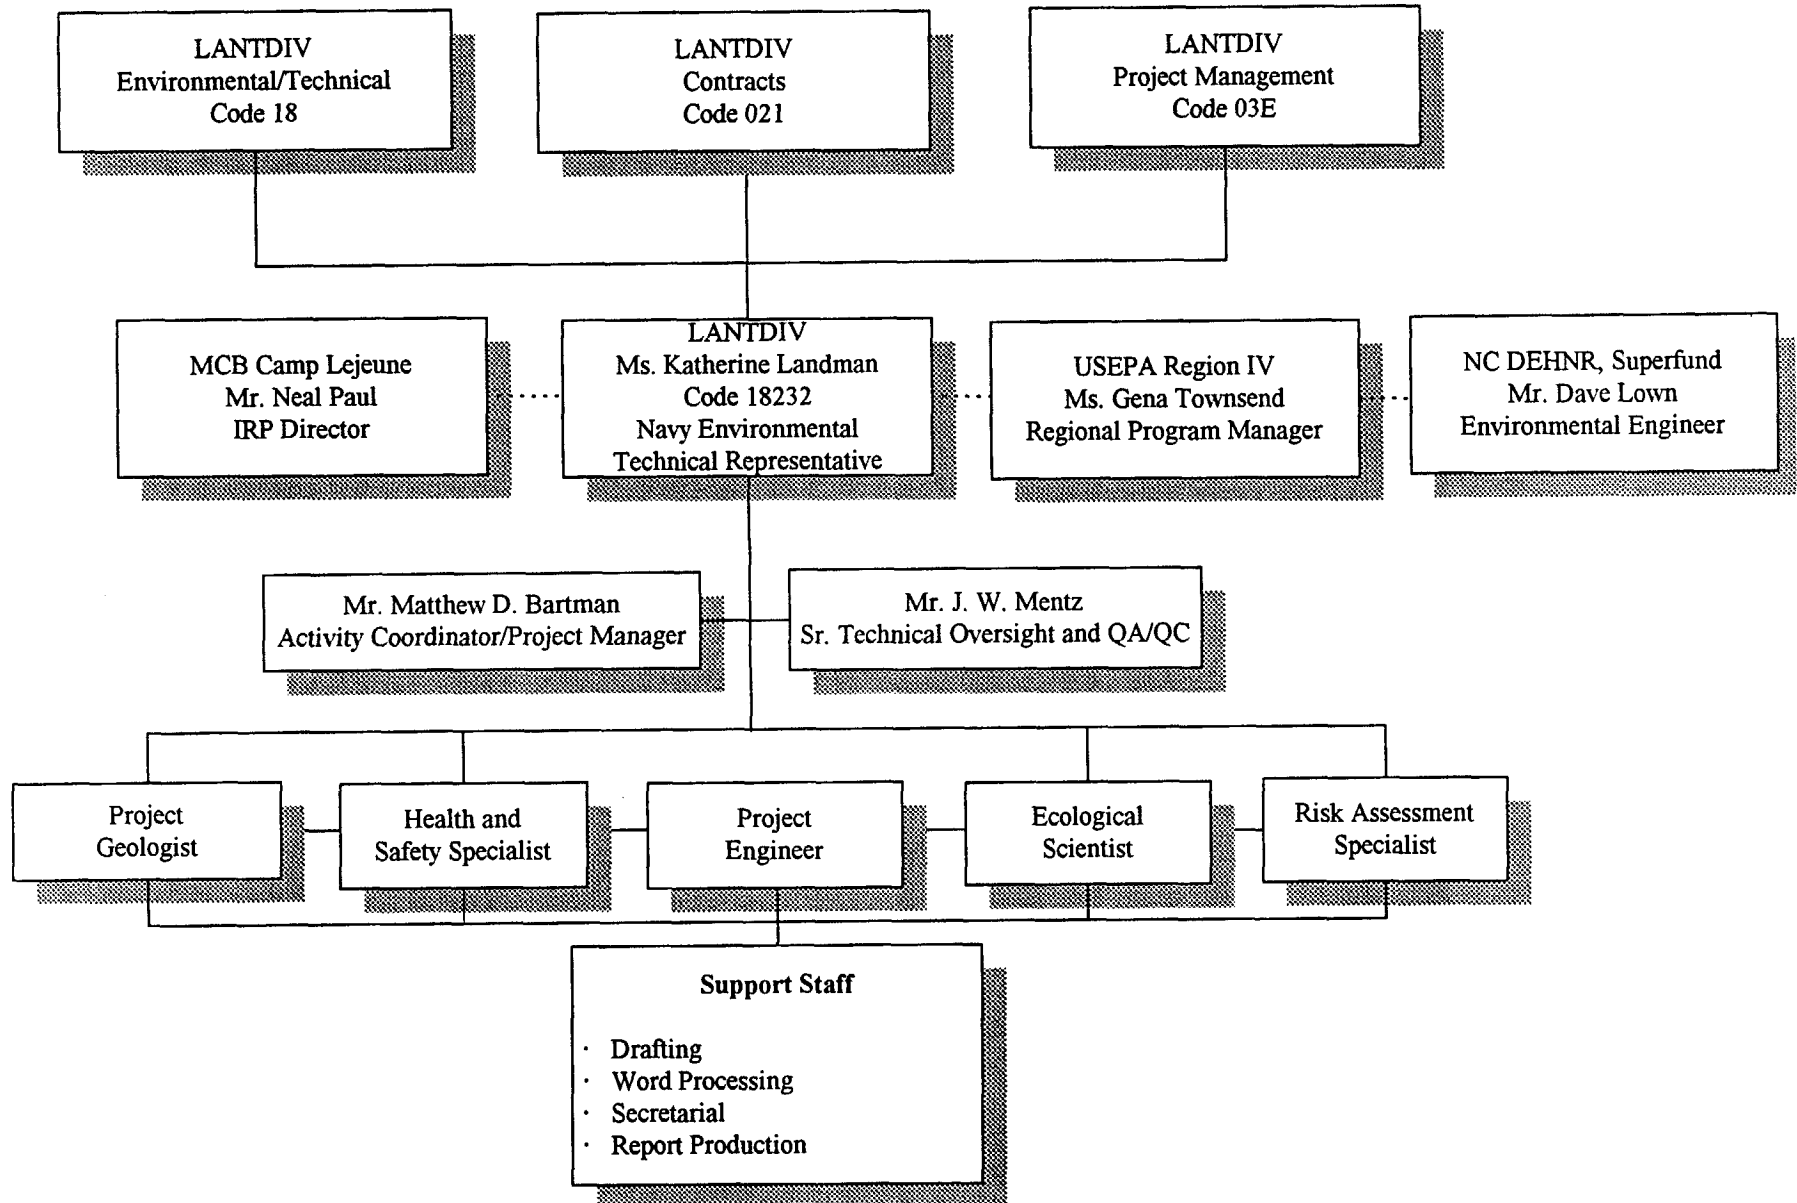 LANTDIV
Environmental/Technical
Code 18
LANTDIV
Contracts
Code 021
LANTDIV
Project Management
Code 03E
MCB Camp Lejeune
Mr. Neal Paul
IRP Director
LANTDIV
Ms. Katherine Landman
Code 18232
Navy Environmental
Technical Representative
USEPA Region IV
Ms. Gena Townsend
Regional Program Manager
NC DEHNR, Superfund
Mr. Dave Lown
Environmental Engineer
Mr. Matthew D. Bartman
Activity Coordinator/Project Manager
Mr. J. W. Mentz
Sr. Technical Oversight and QA/QC
Project
Geologist
Health and
Safety Specialist
Project
Engineer
Ecological
Scientist
Risk Assessment
Specialist
Support Staff
· Drafting
· Word Processing
· Secretarial
· Report Production